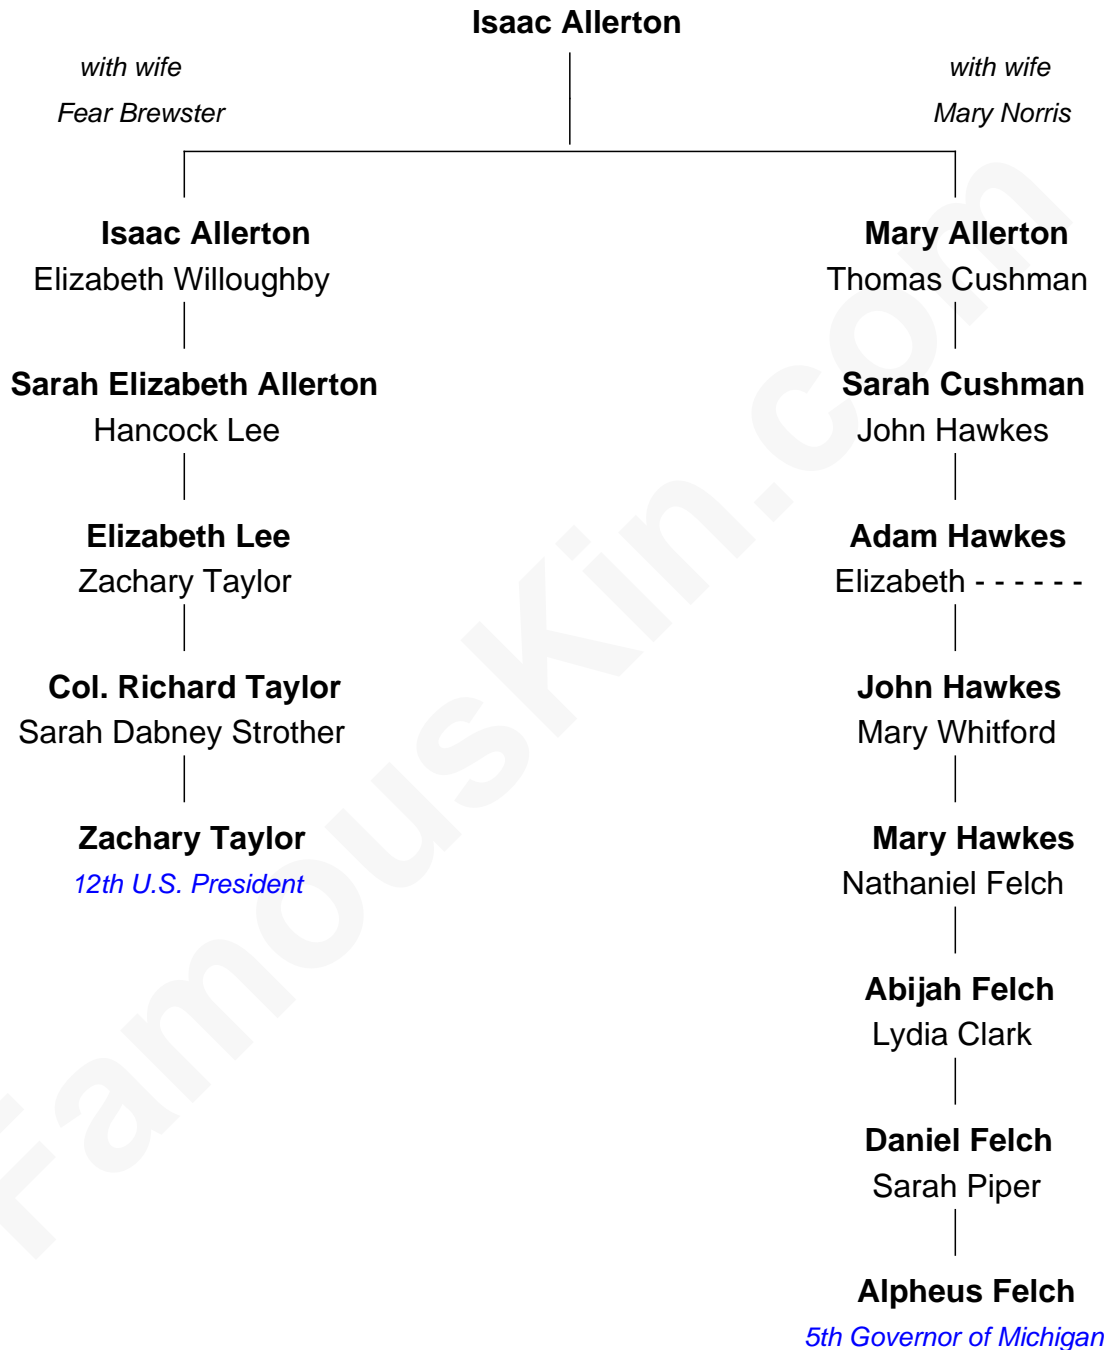 Isaac Allerton
with wife
Fear Brewster
with wife
Mary Norris
Isaac Allerton
Elizabeth Willoughby
Sarah Elizabeth Allerton
Hancock Lee
Elizabeth Lee
Zachary Taylor
Col. Richard Taylor
Sarah Dabney Strother
Zachary Taylor
12th U.S. President
Mary Allerton
Thomas Cushman
Sarah Cushman
John Hawkes
Adam Hawkes
Elizabeth - - - - - -
John Hawkes
Mary Whitford
Mary Hawkes
Nathaniel Felch
Abijah Felch
Lydia Clark
Daniel Felch
Sarah Piper
Alpheus Felch
5th Governor of Michigan
FamousKin.com